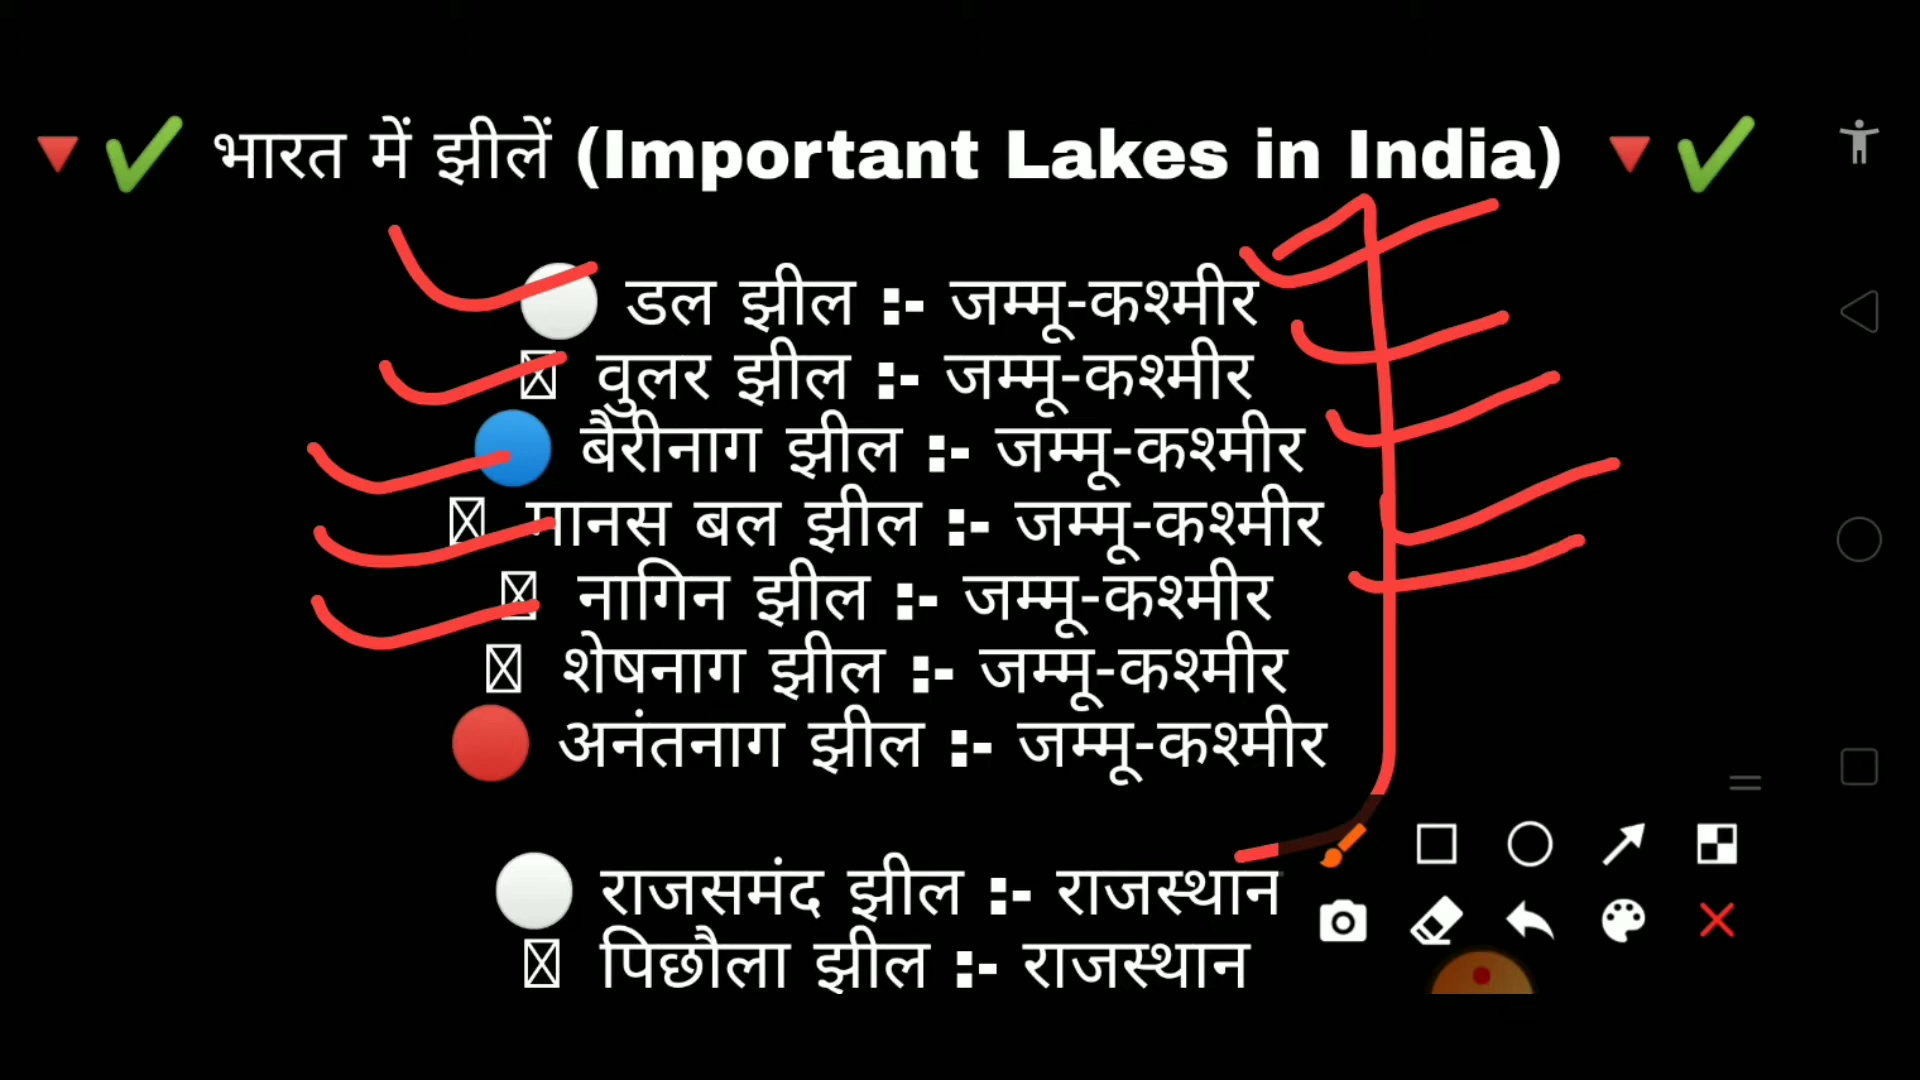 🔻✔ भारत में झीलें (Important Lakes in India) 🔻✔
⚪ डल झील :- जम्मू-कश्मीर
वुलर झील :- जम्मू-कश्मीर
🔵 बैरीनाग झील :- जम्मू-कश्मीर
मानस बल झील :- जम्मू-कश्मीर
नागिन झील :- जम्मू-कश्मीर
शेषनाग झील :- जम्मू-कश्मीर
🔴 अनंतनाग झील :- जम्मू-कश्मीर
⚪ राजसमंद झील :- राजस्थान
पिछौला झील :- राजस्थान